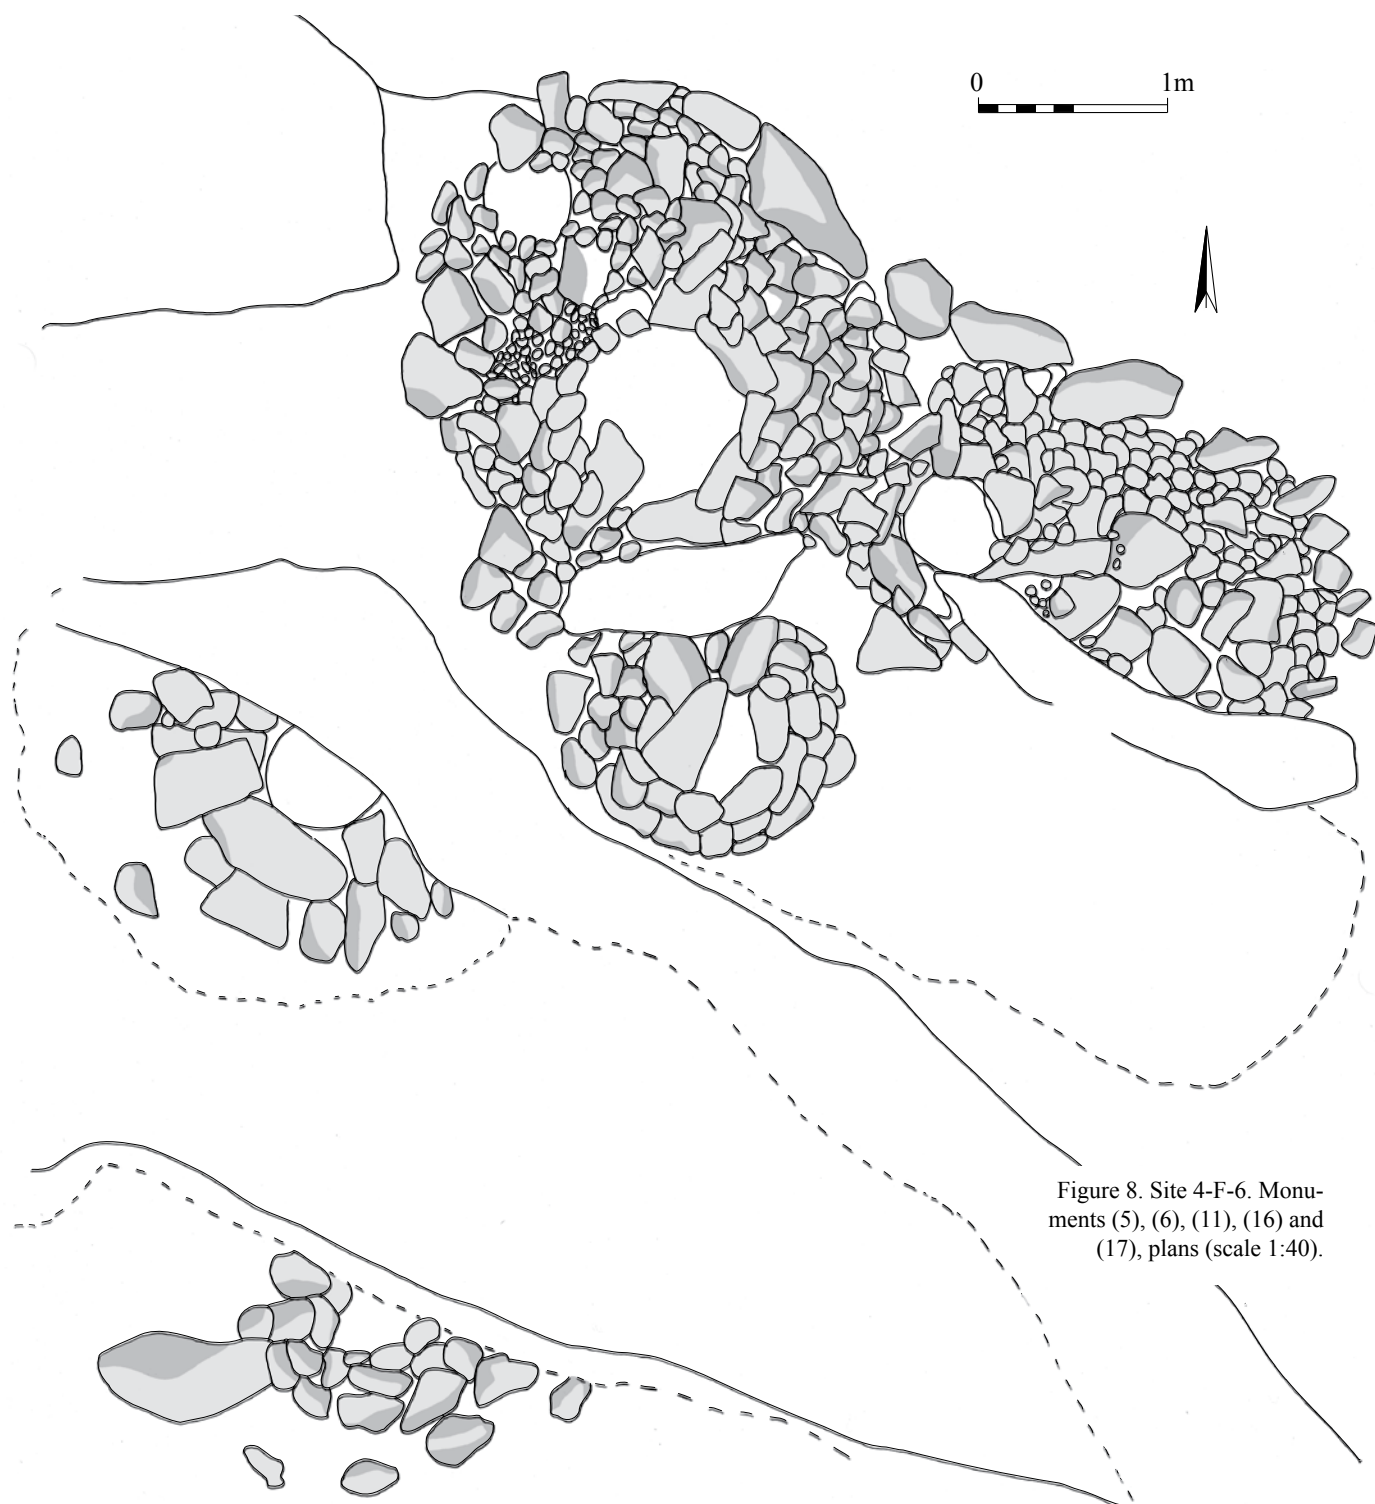 0 1m
Figure 8. Site 4-F-6. Monu-
ments (5), (6), (11), (16) and
(17), plans (scale 1:40).